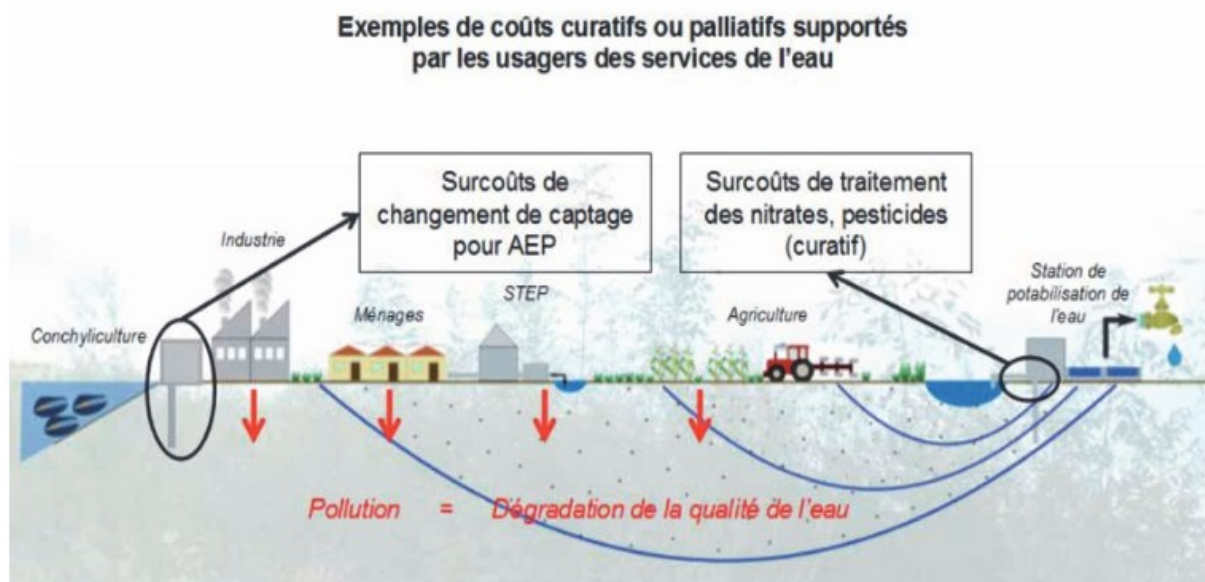 Exemples de coûts curatifs ou palliatifs supportés
par les usagers des services de l'eau
Surcoûts de
changement de captage
pour AEP
Surcoûts de traitement
des nitrates, pesticides
(curatif)
Industrie
STEP
Station de
potabilisation de
l'eau
Conchyliculture
Ménages
Agriculture
Pollution = Dégradation de la qualité de l'eau